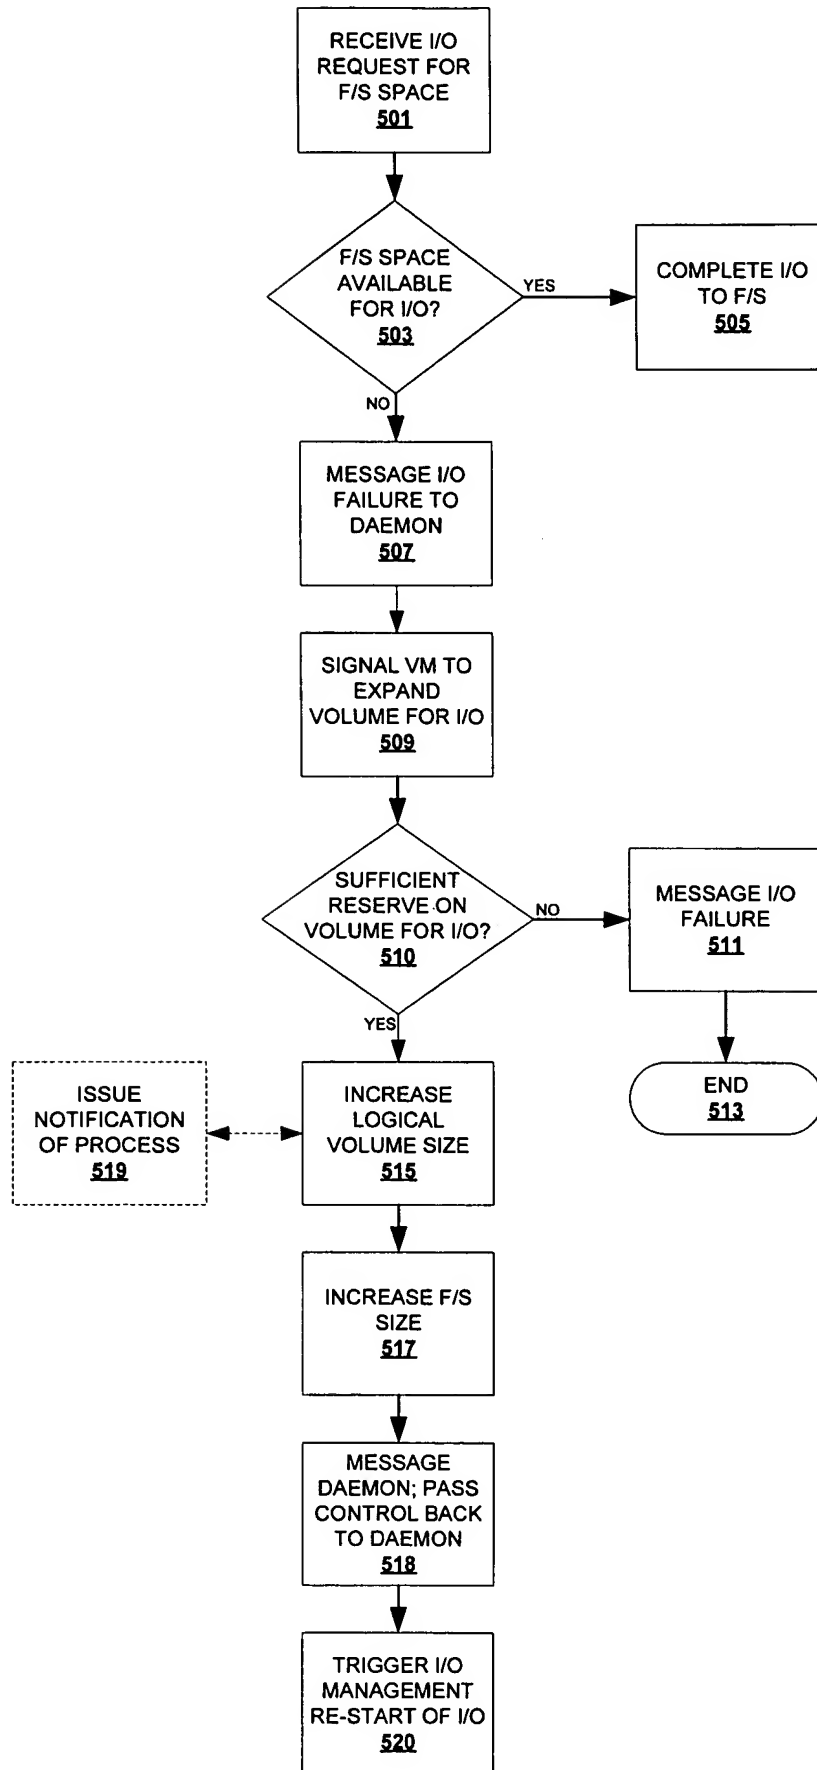 RECEIVE I/O
REQUEST FOR
F/S SPACE
501
F/S SPACE
AVAILABLE
FOR I/O?
503
YES
COMPLETE I/O
TO F/S
505
NO
MESSAGE I/O
FAILURE TO
DAEMON
507
SIGNAL VM TO
EXPAND
VOLUME FOR I/O
509
SUFFICIENT
RESERVE ON
VOLUME FOR I/O?
510
NO
MESSAGE I/O
FAILURE
511
END
513
YES
ISSUE
NOTIFICATION
OF PROCESS
519
INCREASE
LOGICAL
VOLUME SIZE
515
INCREASE F/S
SIZE
517
MESSAGE
DAEMON; PASS
CONTROL BACK
TO DAEMON
518
TRIGGER I/O
MANAGEMENT
RE-START OF I/O
520